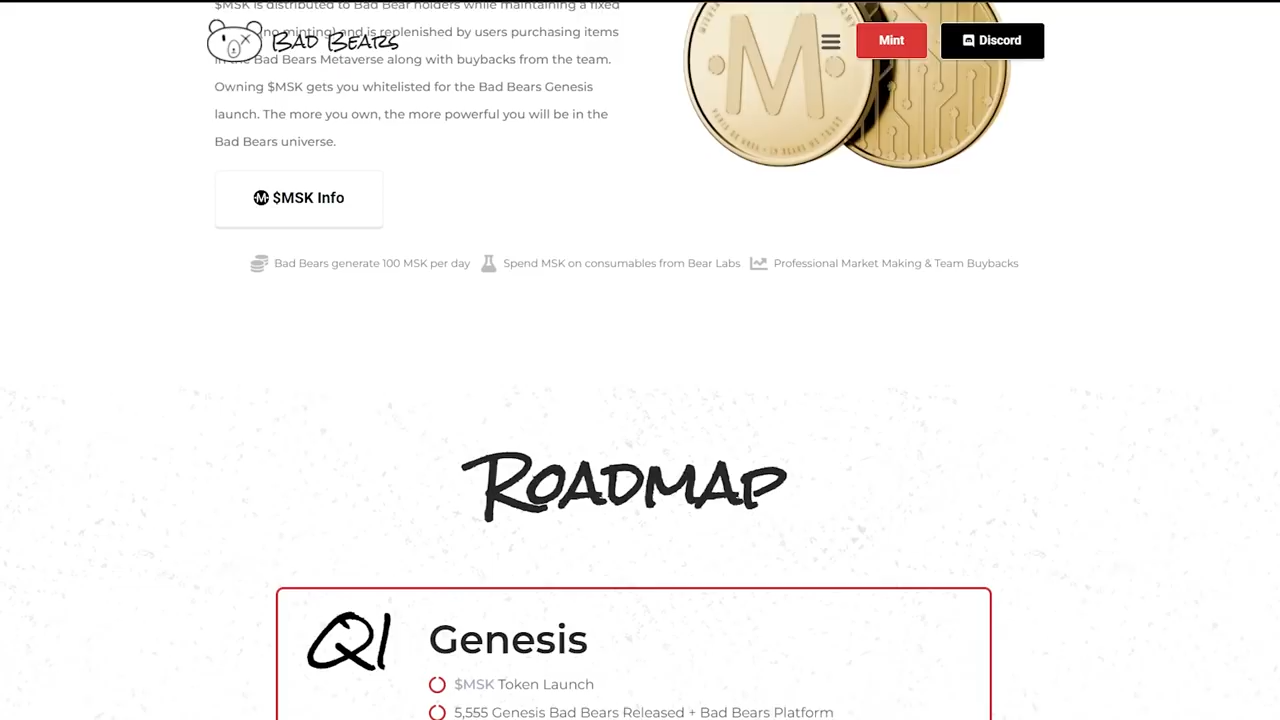 $MSK is distributed to Bad Bear holders while maintaining a fixed
(no minting) and is replenished by users purchasing items
Bad Bears
Mint
Discord
in the Bad Bears Metaverse along with buybacks from the team.
Owning $MSK gets you whitelisted for the Bad Bears Genesis
launch. The more you own, the more powerful you will be in the
Bad Bears universe.
M
$MSK Info
Bad Bears generate 100 MSK per day
Spend MSK on consumables from Bear Labs
Professional Market Making & Team Buybacks
Roadmap
Q1
Genesis
$MSK Token Launch
5,555 Genesis Bad Bears Released + Bad Bears Platform